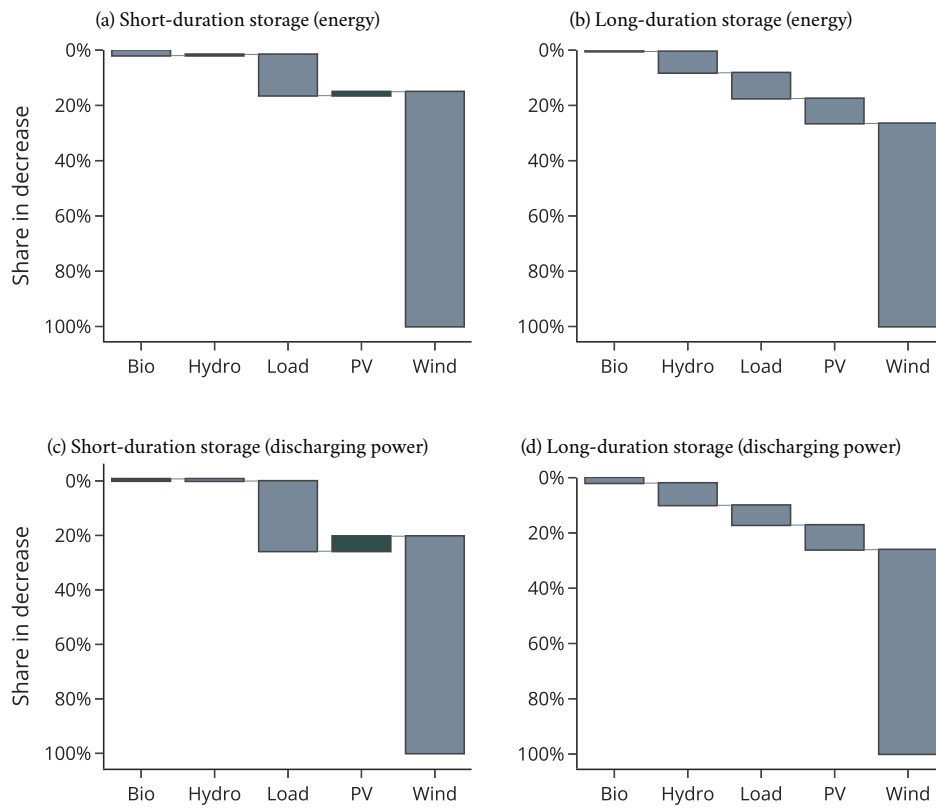 (a) Short-duration storage (energy)
Share in decrease
0%
20%
40%
60%
80%
100%
Bio Hydro Load PV Wind
(b) Long-duration storage (energy)
0%
20%
40%
60%
80%
100%
Bio Hydro Load PV Wind
(c) Short-duration storage (discharging power)
Share in decrease
0%
20%
40%
60%
80%
100%
Bio Hydro Load PV Wind
(d) Long-duration storage (discharging power)
0%
20%
40%
60%
80%
100%
Bio Hydro Load PV Wind